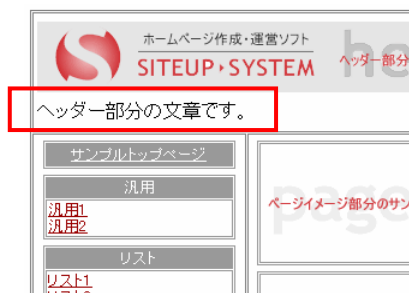 ホームページ作成・運営ソフト
SITEUP・SYSTEM
he
ヘッダー部分
ヘッダー部分の文章です。
サンプルトップページ
汎用
汎用1
汎用2
リスト
リスト1
page
ページイメージ部分のサン